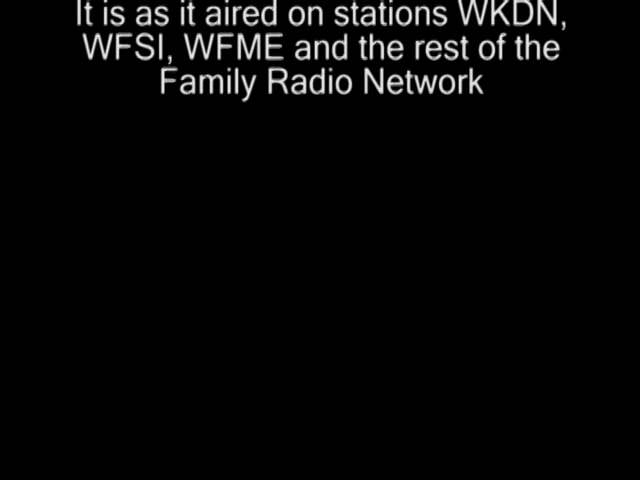 It is as it aired on stations WKDN,
WFSI, WFME and the rest of the
Family Radio Network